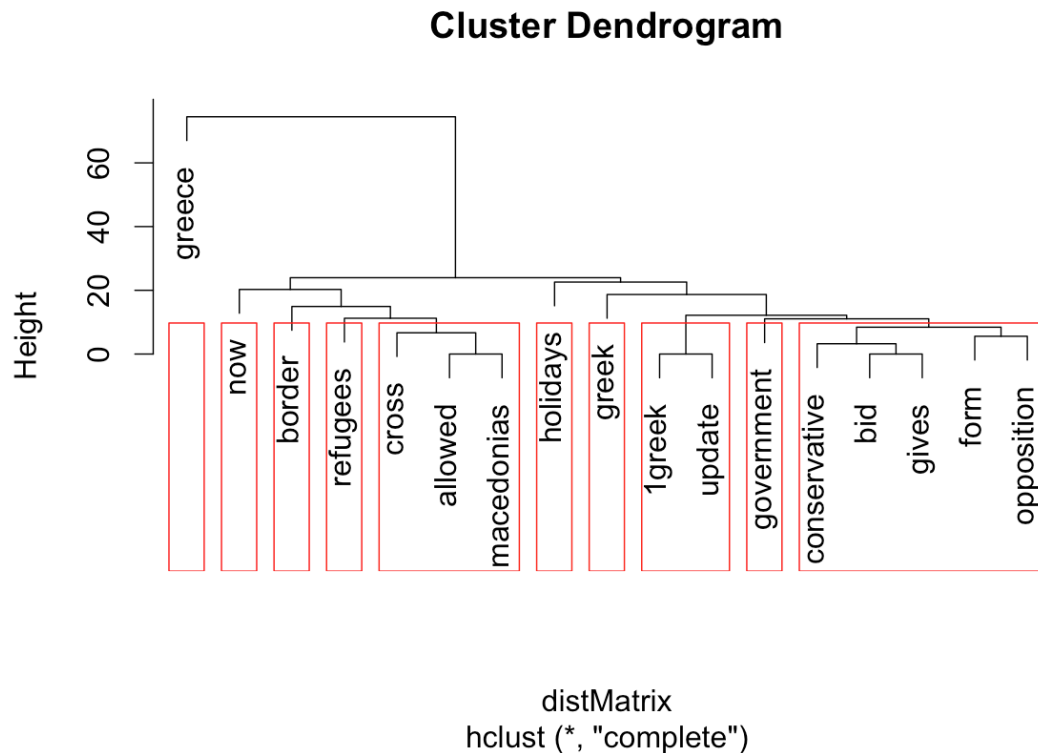 Cluster Dendrogram
Height
60
40
20
0
greece
now
border
refugees
cross
allowed
macedonias
holidays
greek
1greek
update
government
conservative
bid
gives
form
opposition
distMatrix
hclust (*, "complete")